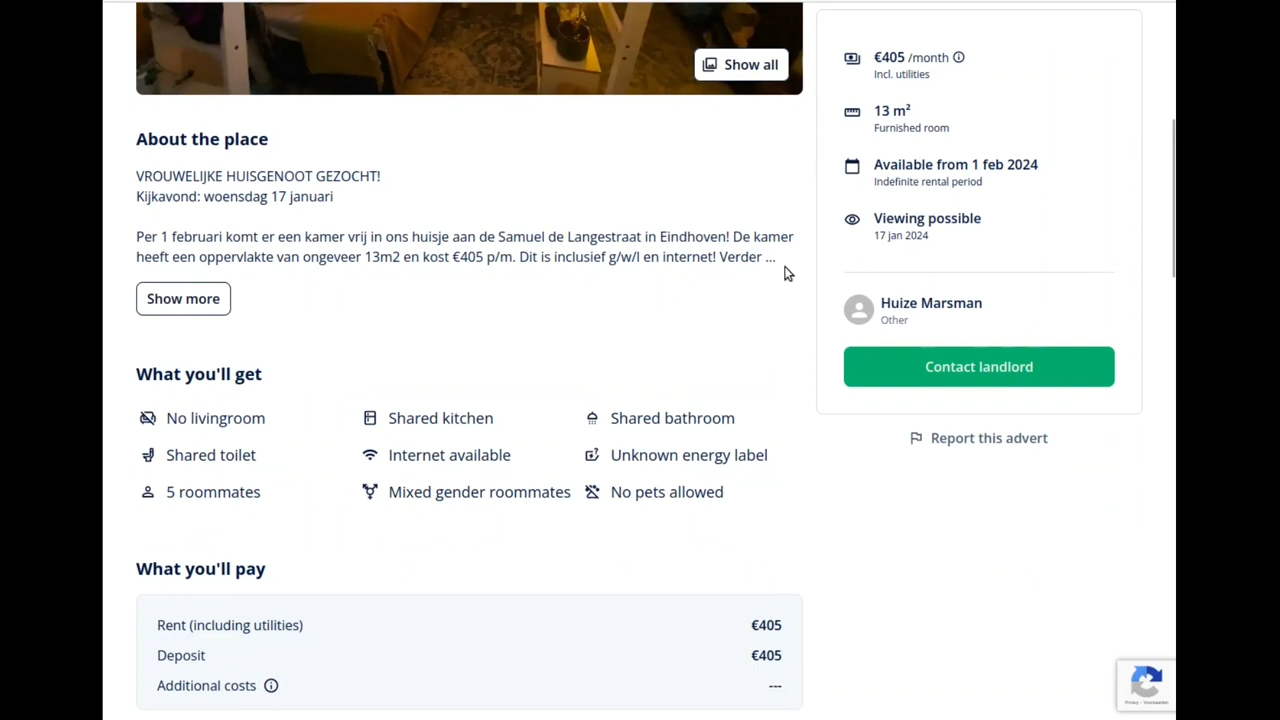 Show all
About the place
VROUWELIJKE HUISGENOOT GEZOCHT!
Kijkavond: woensdag 17 januari
Per 1 februari komt er een kamer vrij in ons huisje aan de Samuel de Langestraat in Eindhoven! De kamer
heeft een oppervlakte van ongeveer 13m2 en kost €405 p/m. Dit is inclusief g/w/l en internet! Verder ...
Show more
What you'll get
No livingroom
Shared kitchen
Shared bathroom
Shared toilet
Internet available
Unknown energy label
5 roommates
Mixed gender roommates
No pets allowed
What you'll pay
Rent (including utilities) €405
Deposit €405
Additional costs ---
€405 /month
Incl. utilities
13 m²
Furnished room
Available from 1 feb 2024
Indefinite rental period
Viewing possible
17 jan 2024
Huize Marsman
Other
Contact landlord
Report this advert
Privacy - Voorwaarden